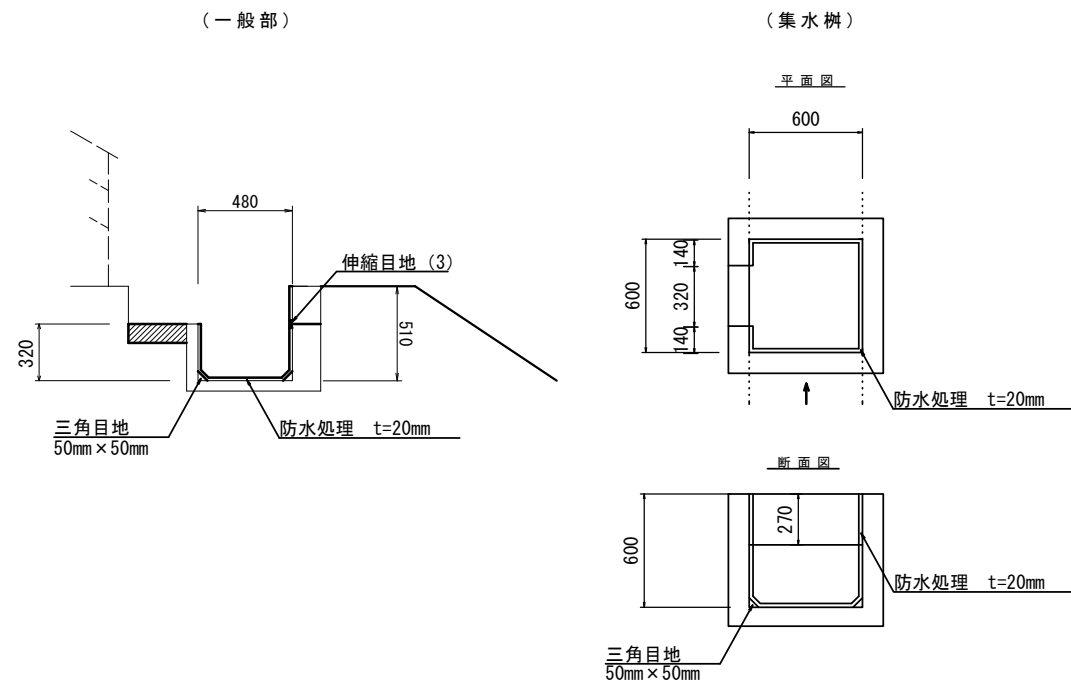 (一般部)
480
伸縮目地 (3)
510
320
三角目地
50mm×50mm
防水処理 t=20mm
(集水桝)
平面図
600
600
140
320
140
防水処理 t=20mm
断面図
600
270
防水処理 t=20mm
三角目地
50mm×50mm